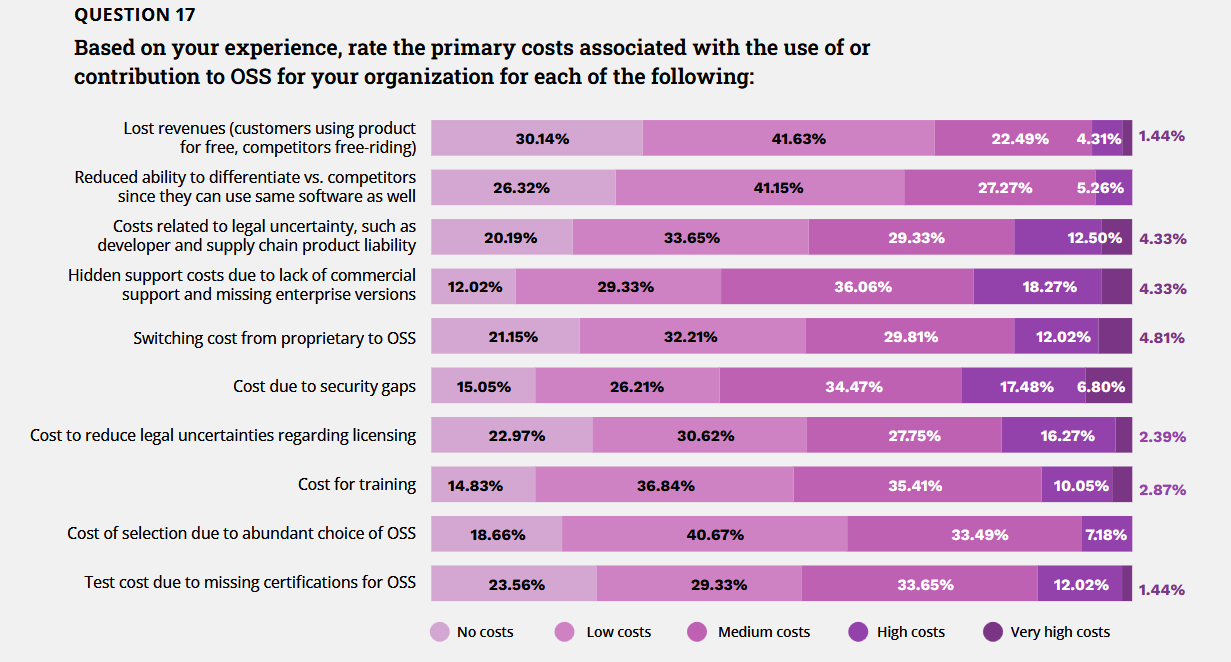 QUESTION 17
Based on your experience, rate the primary costs associated with the use of or
contribution to OSS for your organization for each of the following:
Lost revenues (customers using product
for free, competitors free-riding)
30.14% 41.63% 22.49% 4.31% 1.44%
Reduced ability to differentiate vs. competitors
since they can use same software as well
26.32% 41.15% 27.27% 5.26%
Costs related to legal uncertainty, such as
developer and supply chain product liability
20.19% 33.65% 29.33% 12.50% 4.33%
Hidden support costs due to lack of commercial
support and missing enterprise versions
12.02% 29.33% 36.06% 18.27% 4.33%
Switching cost from proprietary to OSS
21.15% 32.21% 29.81% 12.02% 4.81%
Cost due to security gaps
15.05% 26.21% 34.47% 17.48% 6.80%
Cost to reduce legal uncertainties regarding licensing
22.97% 30.62% 27.75% 16.27% 2.39%
Cost for training
14.83% 36.84% 35.41% 10.05% 2.87%
Cost of selection due to abundant choice of OSS
18.66% 40.67% 33.49% 7.18%
Test cost due to missing certifications for OSS
23.56% 29.33% 33.65% 12.02% 1.44%
No costs Low costs Medium costs High costs Very high costs